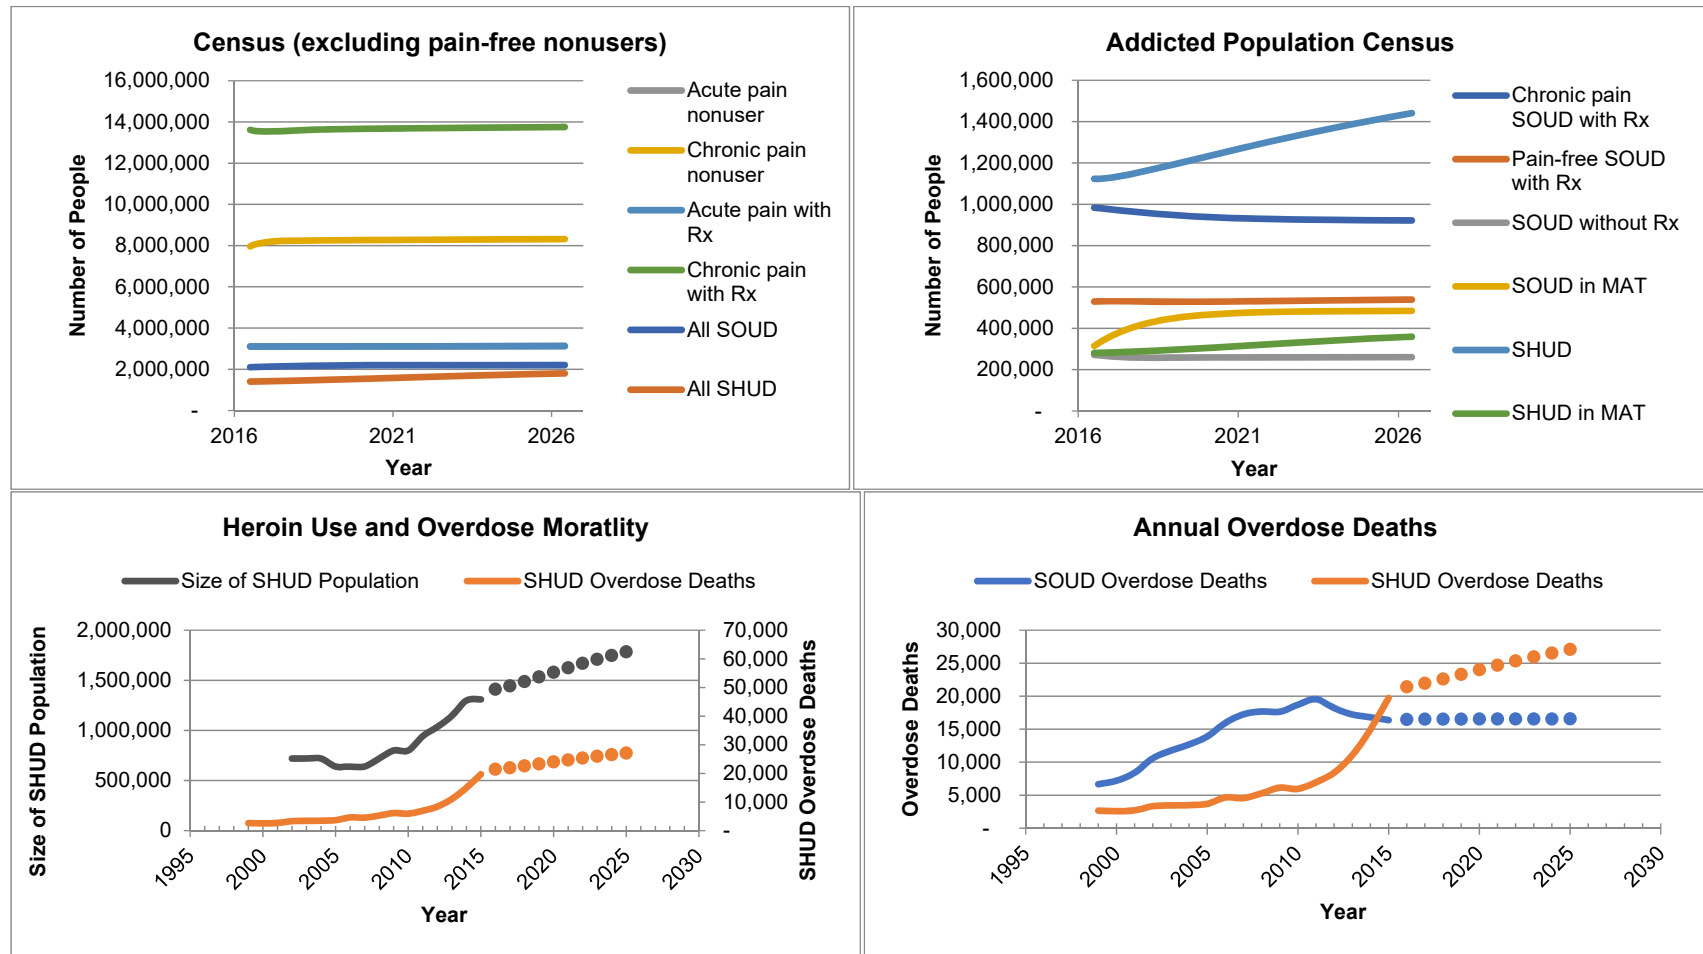 Census (excluding pain-free nonusers)
Number of People
16,000,000
14,000,000
12,000,000
10,000,000
8,000,000
6,000,000
4,000,000
2,000,000
-
2016
2021
2026
Year
Acute pain
nonuser
Chronic pain
nonuser
Acute pain with
Rx
Chronic pain
with Rx
All SOUD
All SHUD
Addicted Population Census
Number of People
1,600,000
1,400,000
1,200,000
1,000,000
800,000
600,000
400,000
200,000
-
2016
2021
2026
Year
Chronic pain
SOUD with Rx
Pain-free SOUD
with Rx
SOUD without Rx
SOUD in MAT
SHUD
SHUD in MAT
Heroin Use and Overdose Moratlity
Size of SHUD Population
SHUD Overdose Deaths
Size of SHUD Population
2,000,000
1,500,000
1,000,000
500,000
0
70,000
60,000
50,000
40,000
30,000
20,000
10,000
-
SHUD Overdose Deaths
1995
2000
2005
2010
2015
2020
2025
2030
Year
Annual Overdose Deaths
SOUD Overdose Deaths
SHUD Overdose Deaths
Overdose Deaths
30,000
25,000
20,000
15,000
10,000
5,000
-
1995
2000
2005
2010
2015
2020
2025
2030
Year